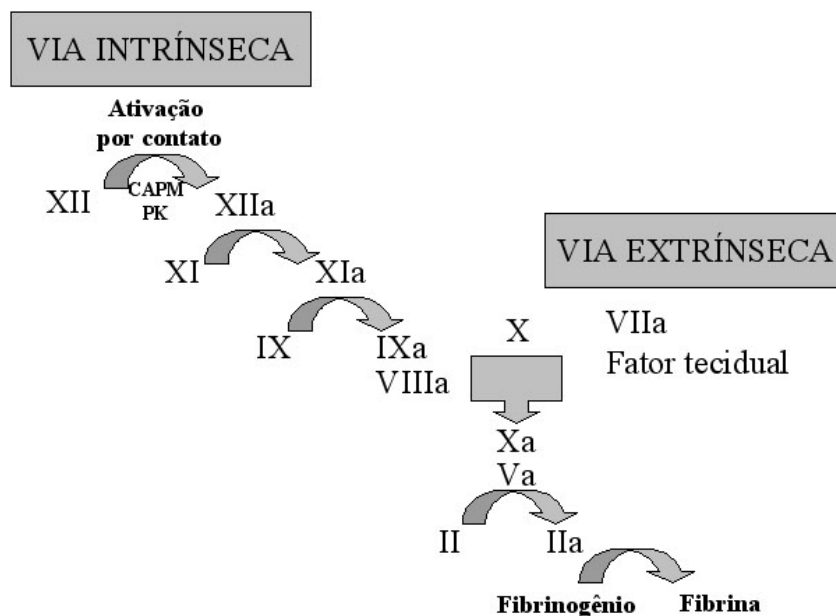 VIA INTRÍNSECA
Ativação
por contato
CAPM
PK
XII
XIIa
XI
XIa
IX
IXa
VIIIa
VIA EXTRÍNSECA
VIIa
Fator tecidual
X
Xa
Va
II
IIa
Fibrinogênio
Fibrina